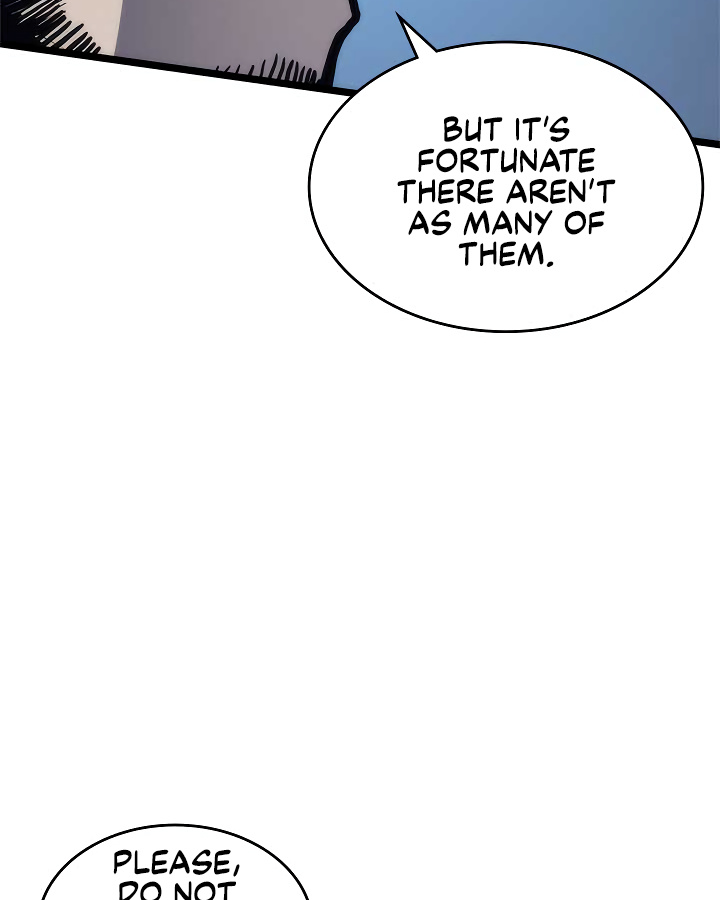 BUT IT'S
FORTUNATE
THERE AREN'T
AS MANY OF
THEM.
PLEASE,
DO NOT